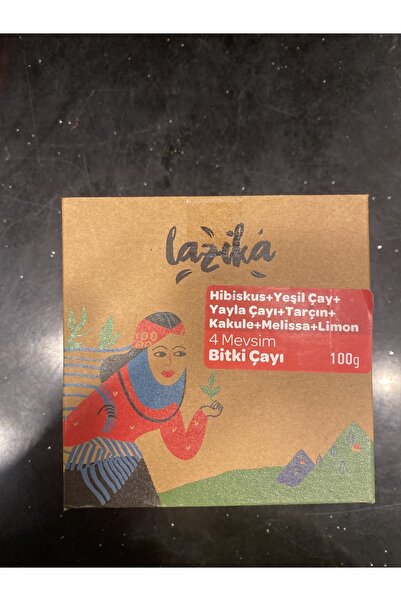 lazika
Hibiskus+Yeşil Çay+
Yayla Çayı+Tarçın+
Kakule+Melissa+Limon
4 Mevsim
Bitki Çayı 100g